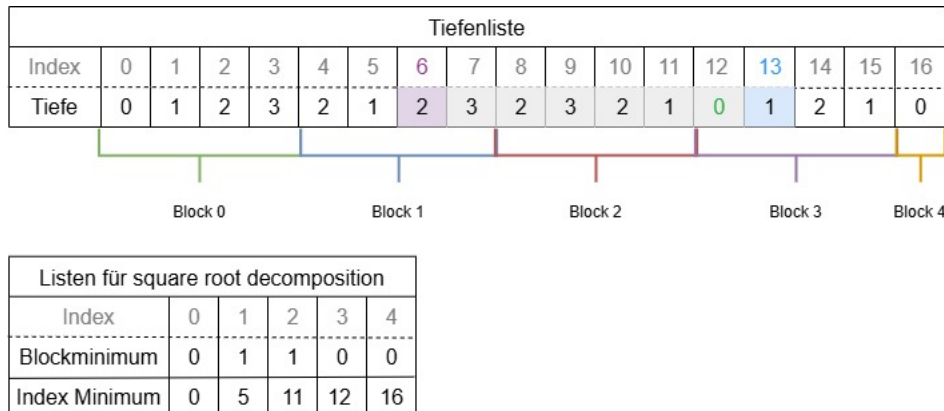 Tiefenliste
Index 0 1 2 3 4 5 6 7 8 9 10 11 12 13 14 15 16
Tiefe 0 1 2 3 2 1 2 3 2 3 2 1 0 1 2 1 0
Block 0 Block 1 Block 2 Block 3 Block 4
Listen für square root decomposition
Index 0 1 2 3 4
Blockminimum 0 1 1 0 0
Index Minimum 0 5 11 12 16